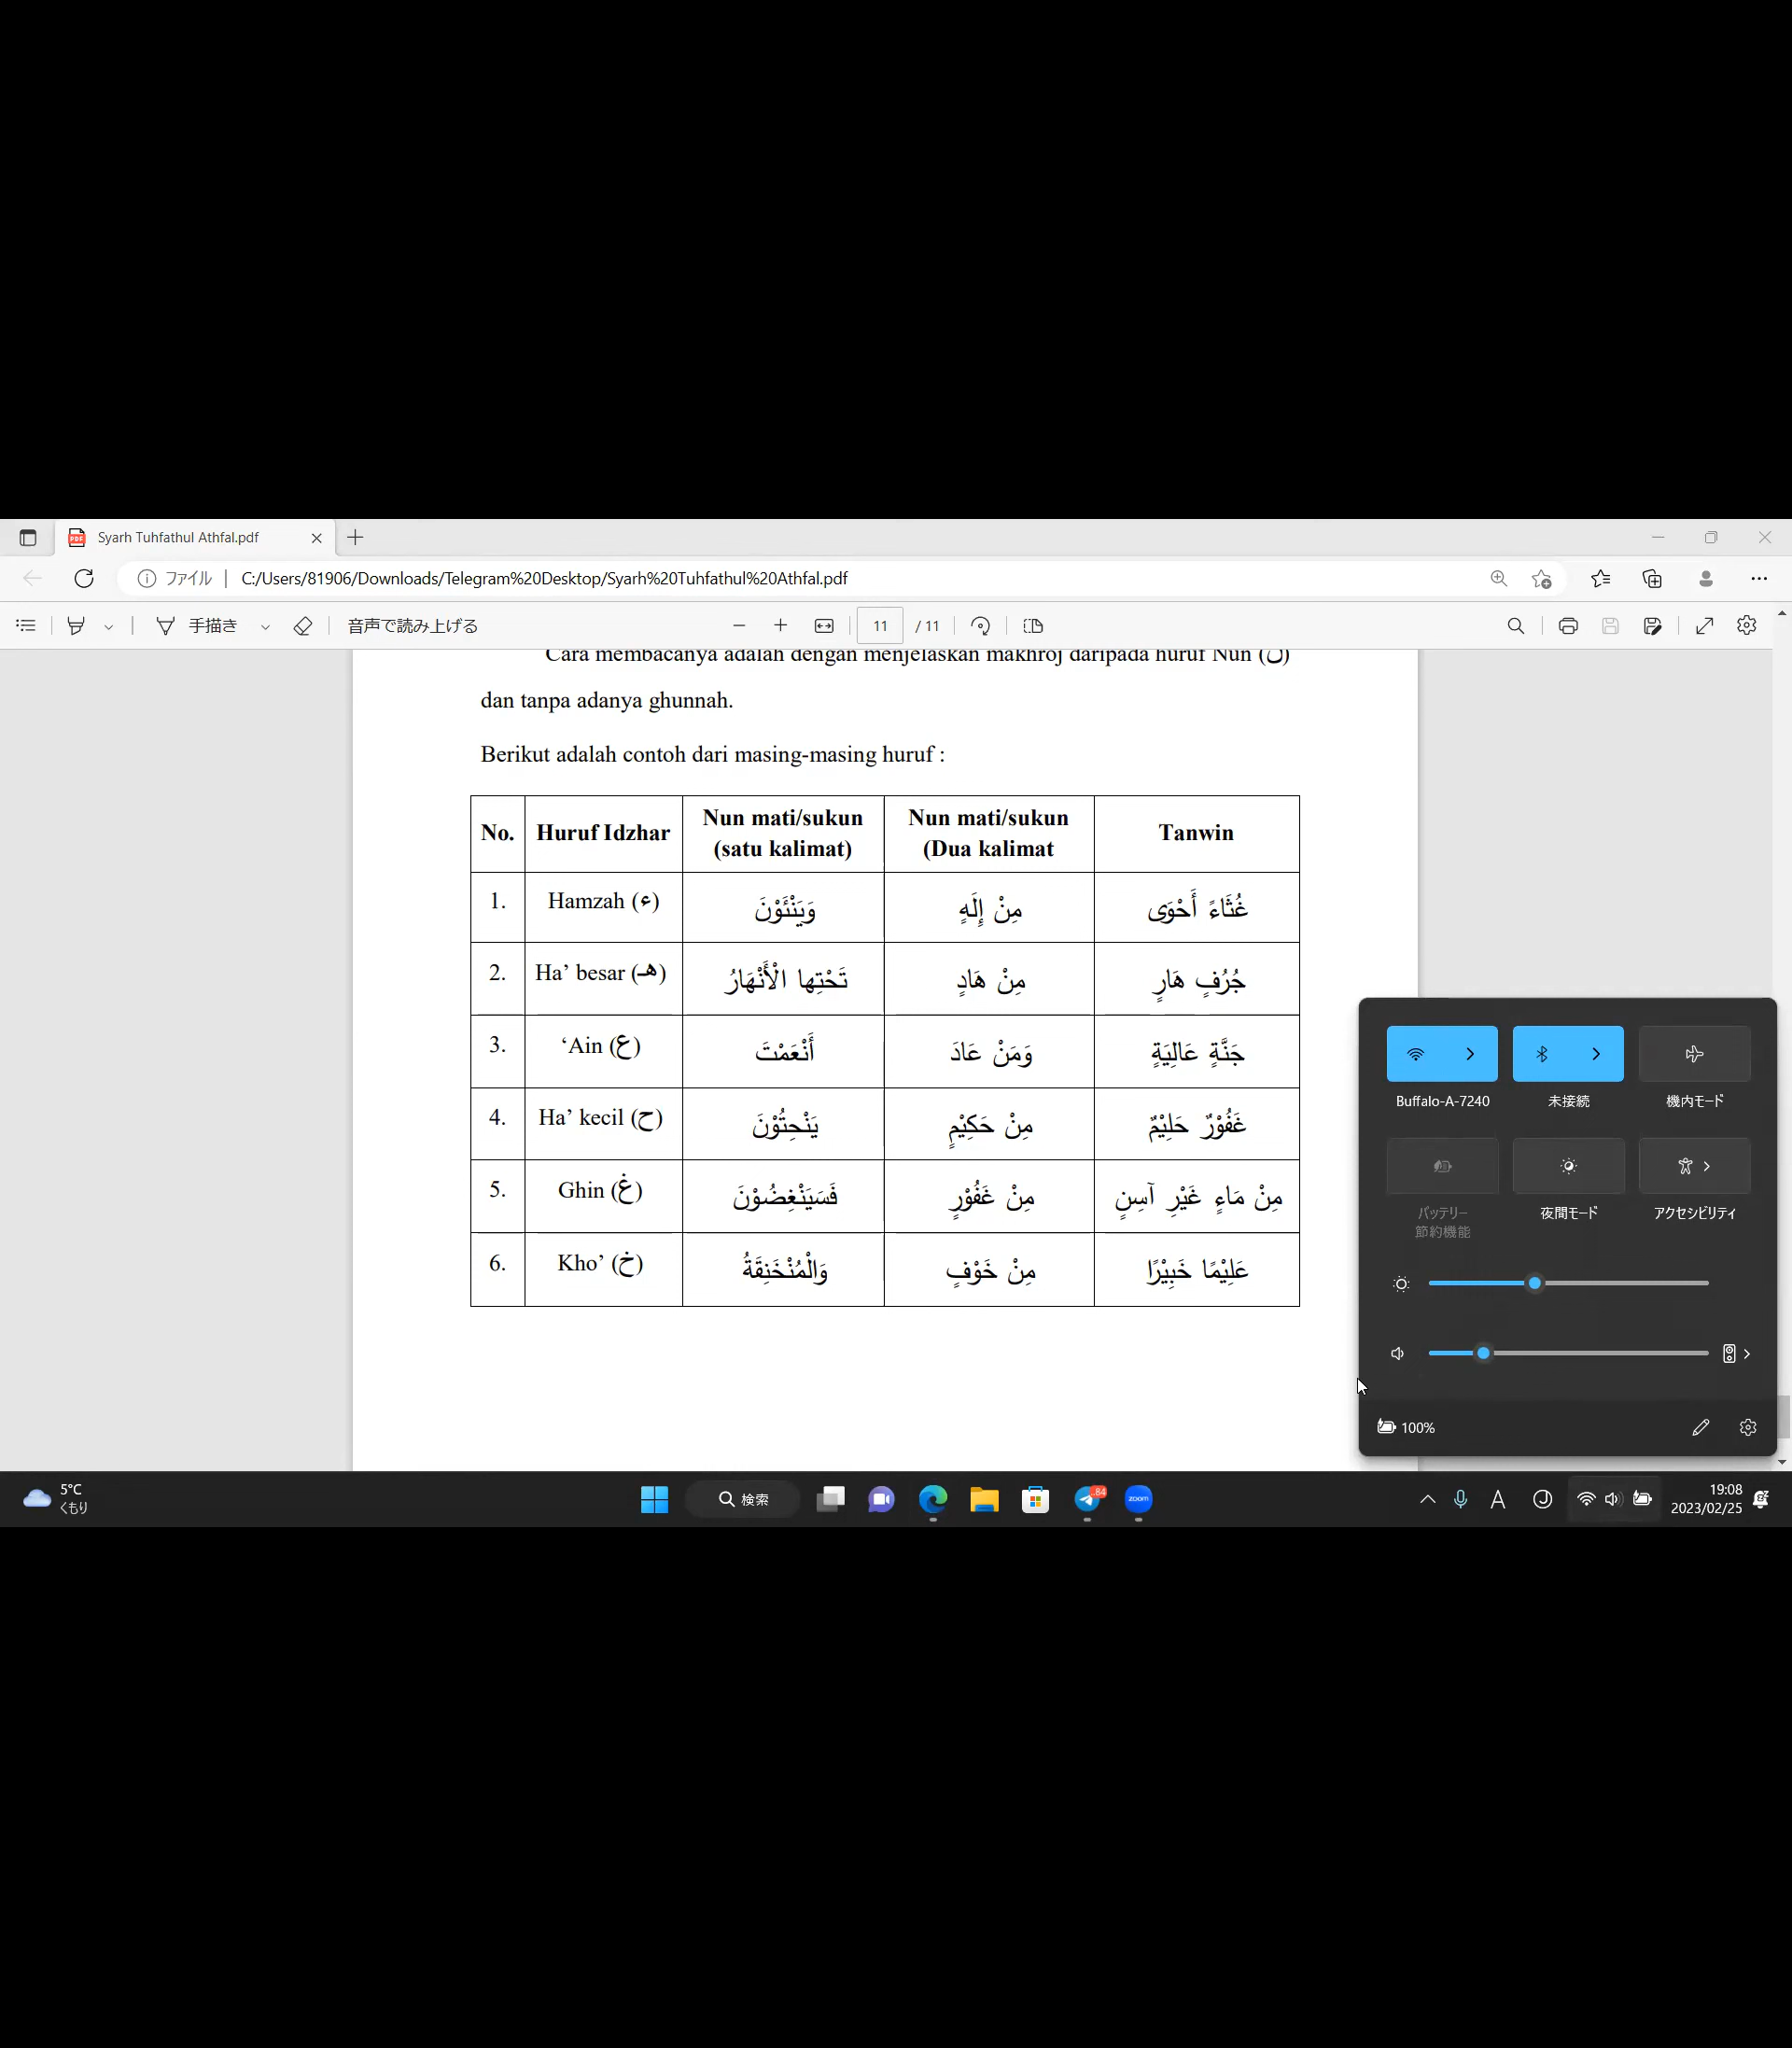 Syarh Tuhfathul Athfal.pdf
ファイル | C:/Users/81906/Downloads/Telegram%20Desktop/Syarh%20Tuhfathul%20Athfal.pdf
手描き 音声で読み上げる 11 / 11
Cara membacanya adalah dengan menjelaskan makhroj daripada huruf Nun (ن)
dan tanpa adanya ghunnah.
Berikut adalah contoh dari masing-masing huruf :
No. Huruf Idzhar Nun mati/sukun (satu kalimat) Nun mati/sukun (Dua kalimat Tanwin
1. Hamzah (ء) وَيَنْئَوْنَ مِنْ إِلَهٍ غُثَاءً أَحْوَى
2. Ha’ besar (هـ) تَحْتِها الْأَنْهَارُ مِنْ هَادٍ جُرُفٍ هَارٍ
3. ‘Ain (ع) أَنْعَمْتَ وَمَنْ عَادَ جَنَّةٍ عَالِيَةٍ
4. Ha’ kecil (ح) يَنْحِتُوْنَ مِنْ حَكِيْمٍ غَفُوْرٌ حَلِيْمٌ
5. Ghin (غ) فَسَيَنْغِضُوْنَ مِنْ غَفُوْرٍ مِنْ مَاءٍ غَيْرِ آسِنٍ
6. Kho’ (خ) وَالْمُنْخَنِقَةُ مِنْ خَوْفٍ عَلِيْمًا خَبِيْرًا
Buffalo-A-7240 未接続 機内モード
バッテリー
節約機能
夜間モード アクセシビリティ
100%
5°C
くもり
検索
84
zoom
A
19:08
2023/02/25